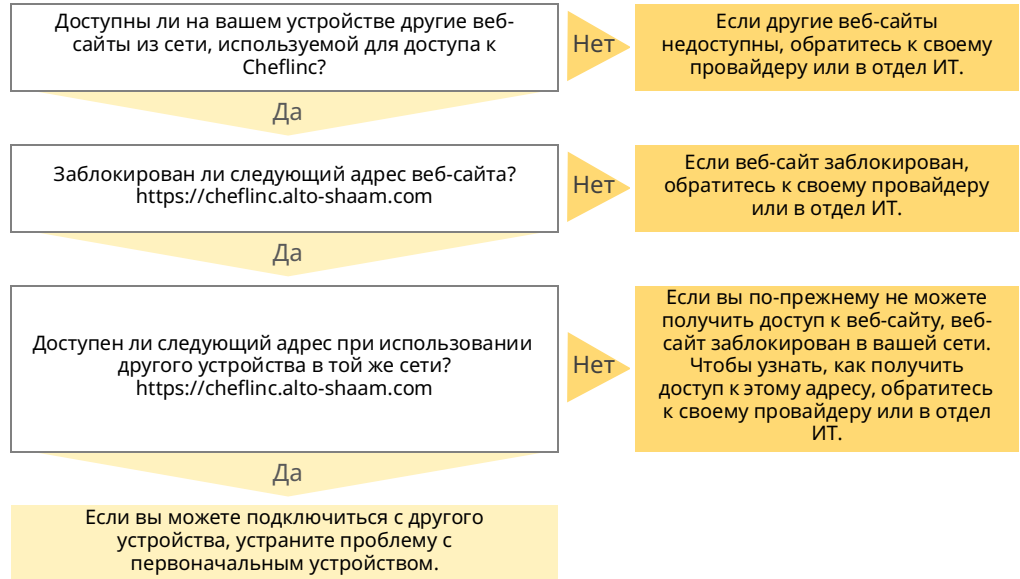 Доступны ли на вашем устройстве другие веб-
сайты из сети, используемой для доступа к
Cheflinc?
Нет
Если другие веб-сайты
недоступны, обратитесь к своему
провайдеру или в отдел ИТ.
Да
Заблокирован ли следующий адрес веб-сайта?
https://cheflinc.alto-shaam.com
Нет
Если веб-сайт заблокирован,
обратитесь к своему провайдеру
или в отдел ИТ.
Да
Доступен ли следующий адрес при использовании
другого устройства в той же сети?
https://cheflinc.alto-shaam.com
Нет
Если вы по-прежнему не можете
получить доступ к веб-сайту, веб-
сайт заблокирован в вашей сети.
Чтобы узнать, как получить
доступ к этому адресу, обратитесь
к своему провайдеру или в отдел
ИТ.
Да
Если вы можете подключиться с другого
устройства, устраните проблему с
первоначальным устройством.